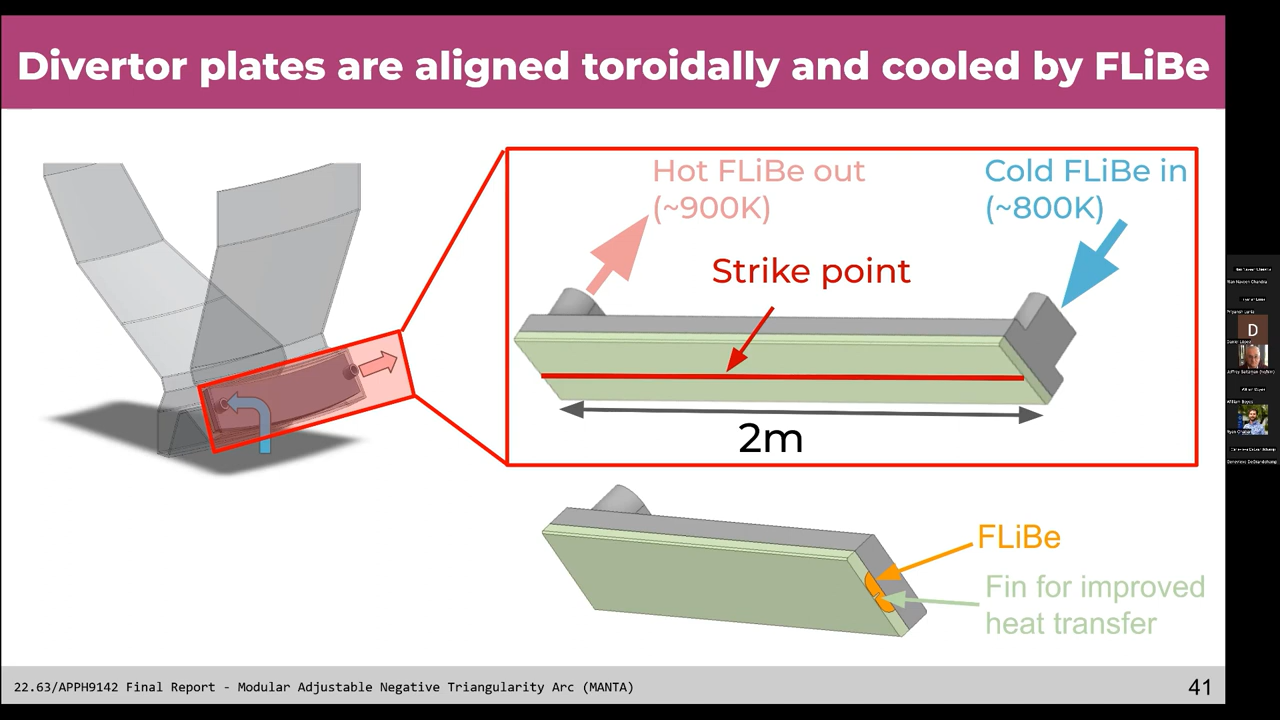 Divertor plates are aligned toroidally and cooled by FLiBe
Hot FLiBe out
(~900K)
Cold FLiBe in
(~800K)
Strike point
2m
FLiBe
Fin for improved
heat transfer
22.63/APPH9142 Final Report - Modular Adjustable Negative Triangularity Arc (MANTA)
41
D